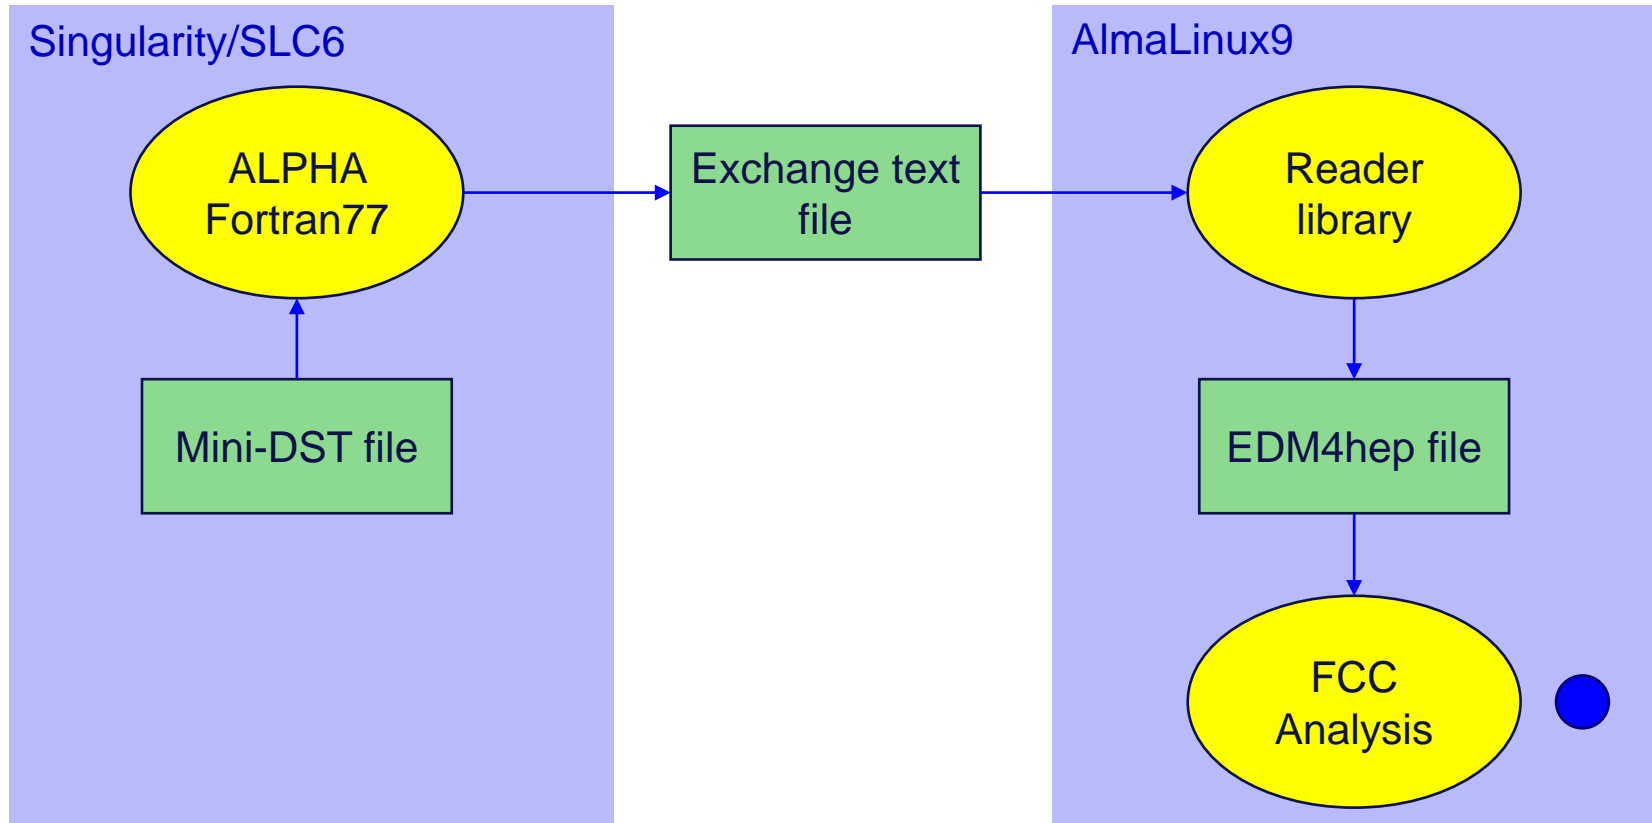 Singularity/SLC6
ALPHA
Fortran77
Mini-DST file
Exchange text
file
AlmaLinux9
Reader
library
EDM4hep file
FCC
Analysis